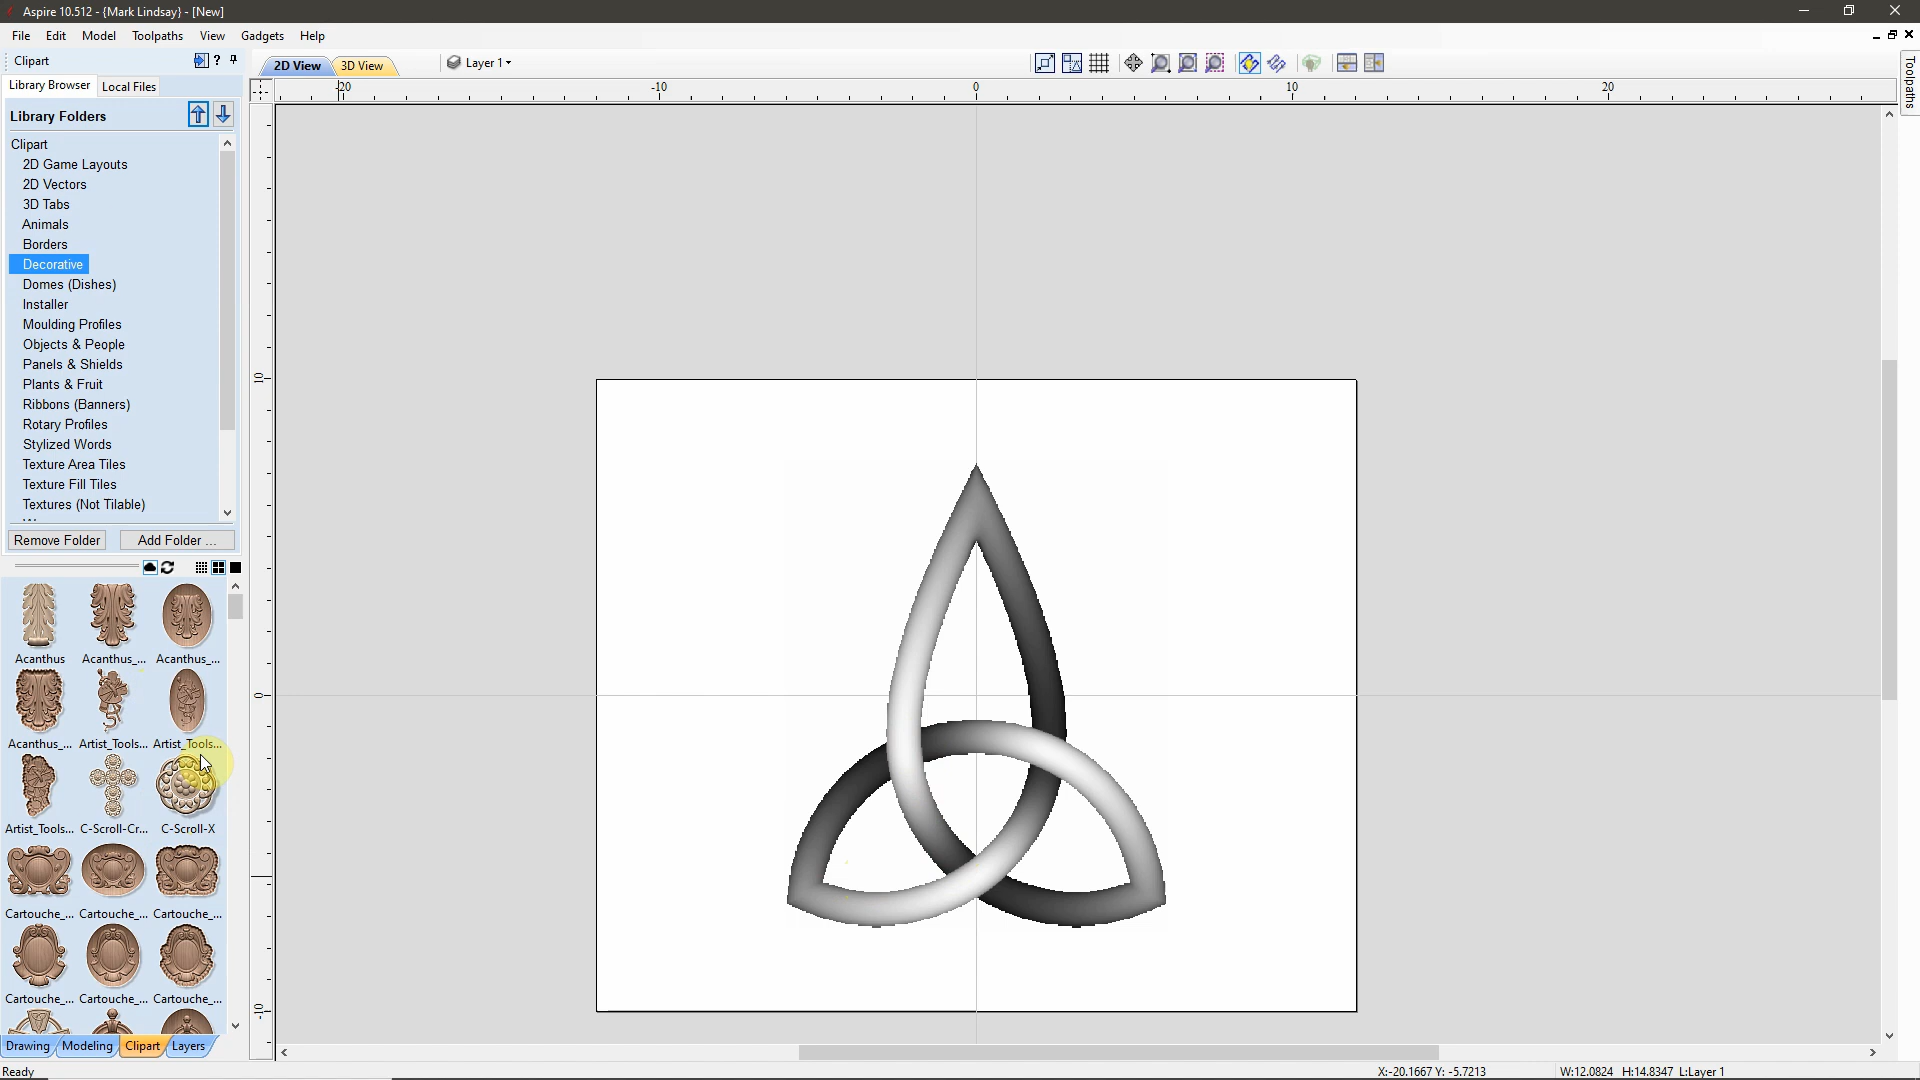 Aspire 10.512 - {Mark Lindsay} - [New]
File Edit Model Toolpaths View Gadgets Help
Clipart ?
2D View 3D View Layer 1
Library Browser Local Files
Toolpaths
-20 -10 0 10 20
Library Folders
Clipart
2D Game Layouts
2D Vectors
3D Tabs
Animals
Borders
Decorative
Domes (Dishes)
Installer
Moulding Profiles
Objects & People
Panels & Shields
Plants & Fruit
Ribbons (Banners)
Rotary Profiles
Stylized Words
Texture Area Tiles
Texture Fill Tiles
Textures (Not Tilable)
Remove Folder Add Folder ...
10
0
-10
Acanthus Acanthus_... Acanthus_...
Acanthus_... Artist_Tools... Artist_Tools...
Artist_Tools... C-Scroll-Cr... C-Scroll-X
Cartouche_... Cartouche_... Cartouche_...
Cartouche_... Cartouche_... Cartouche_...
Drawing Modeling Clipart Layers
Ready X:-20.1667 Y: -5.7213 W:12.0824 H:14.8347 L:Layer 1